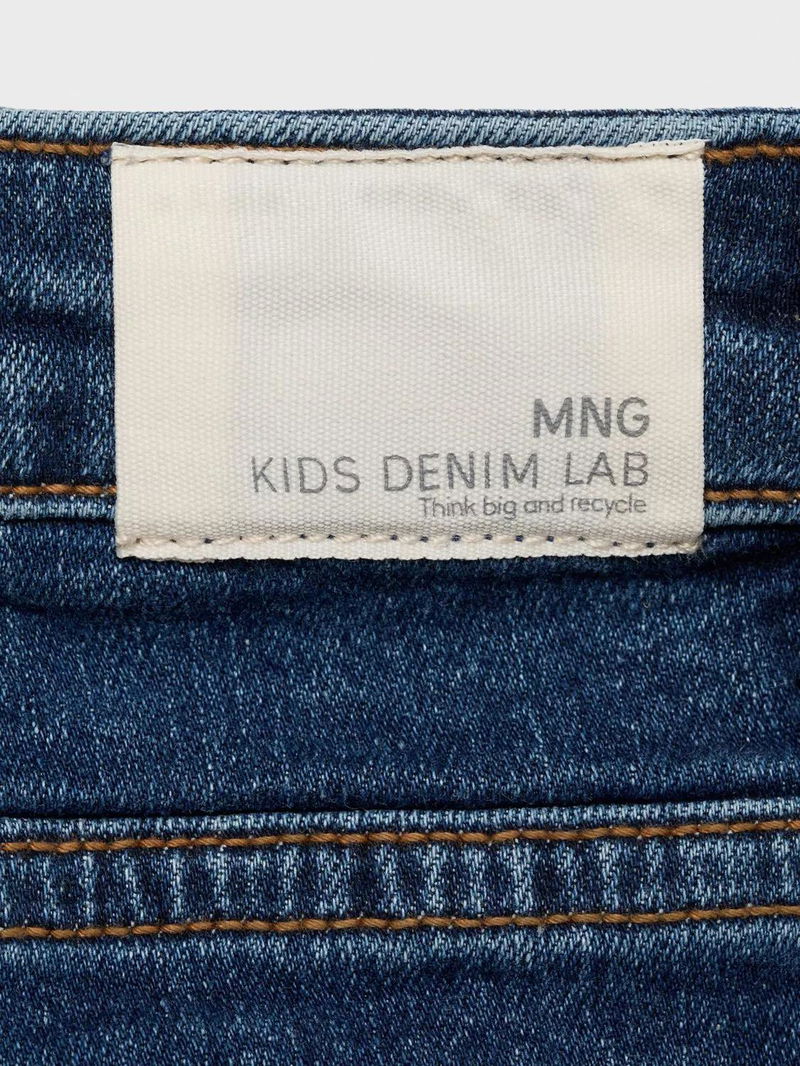 MNG
KIDS DENIM LAB
Think big and recycle